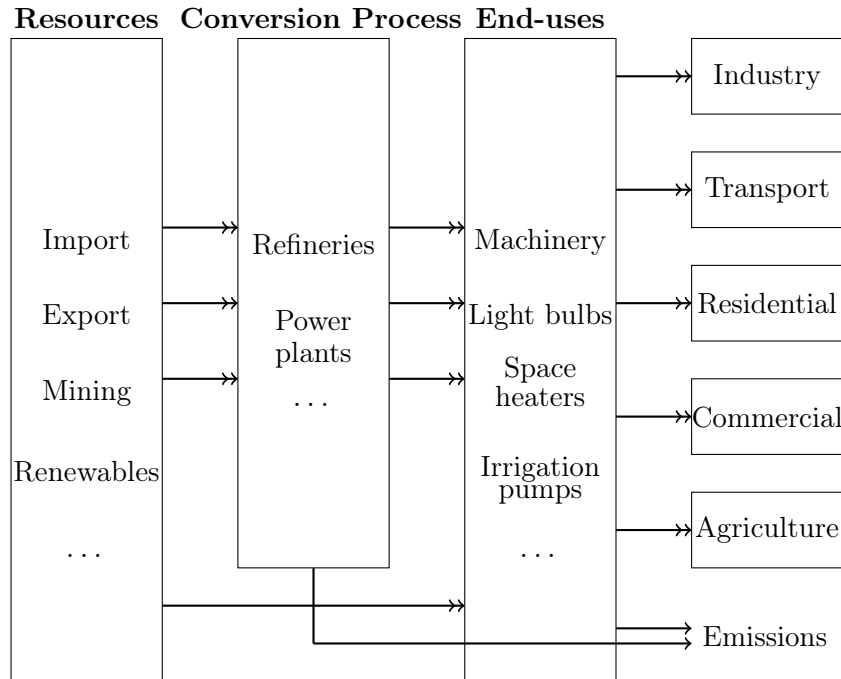 Resources
Conversion Process
End-uses
Import
Export
Mining
Renewables
. . .
Refineries
Power
plants
. . .
Machinery
Light bulbs
Space
heaters
Irrigation
pumps
. . .
Industry
Transport
Residential
Commercial
Agriculture
Emissions